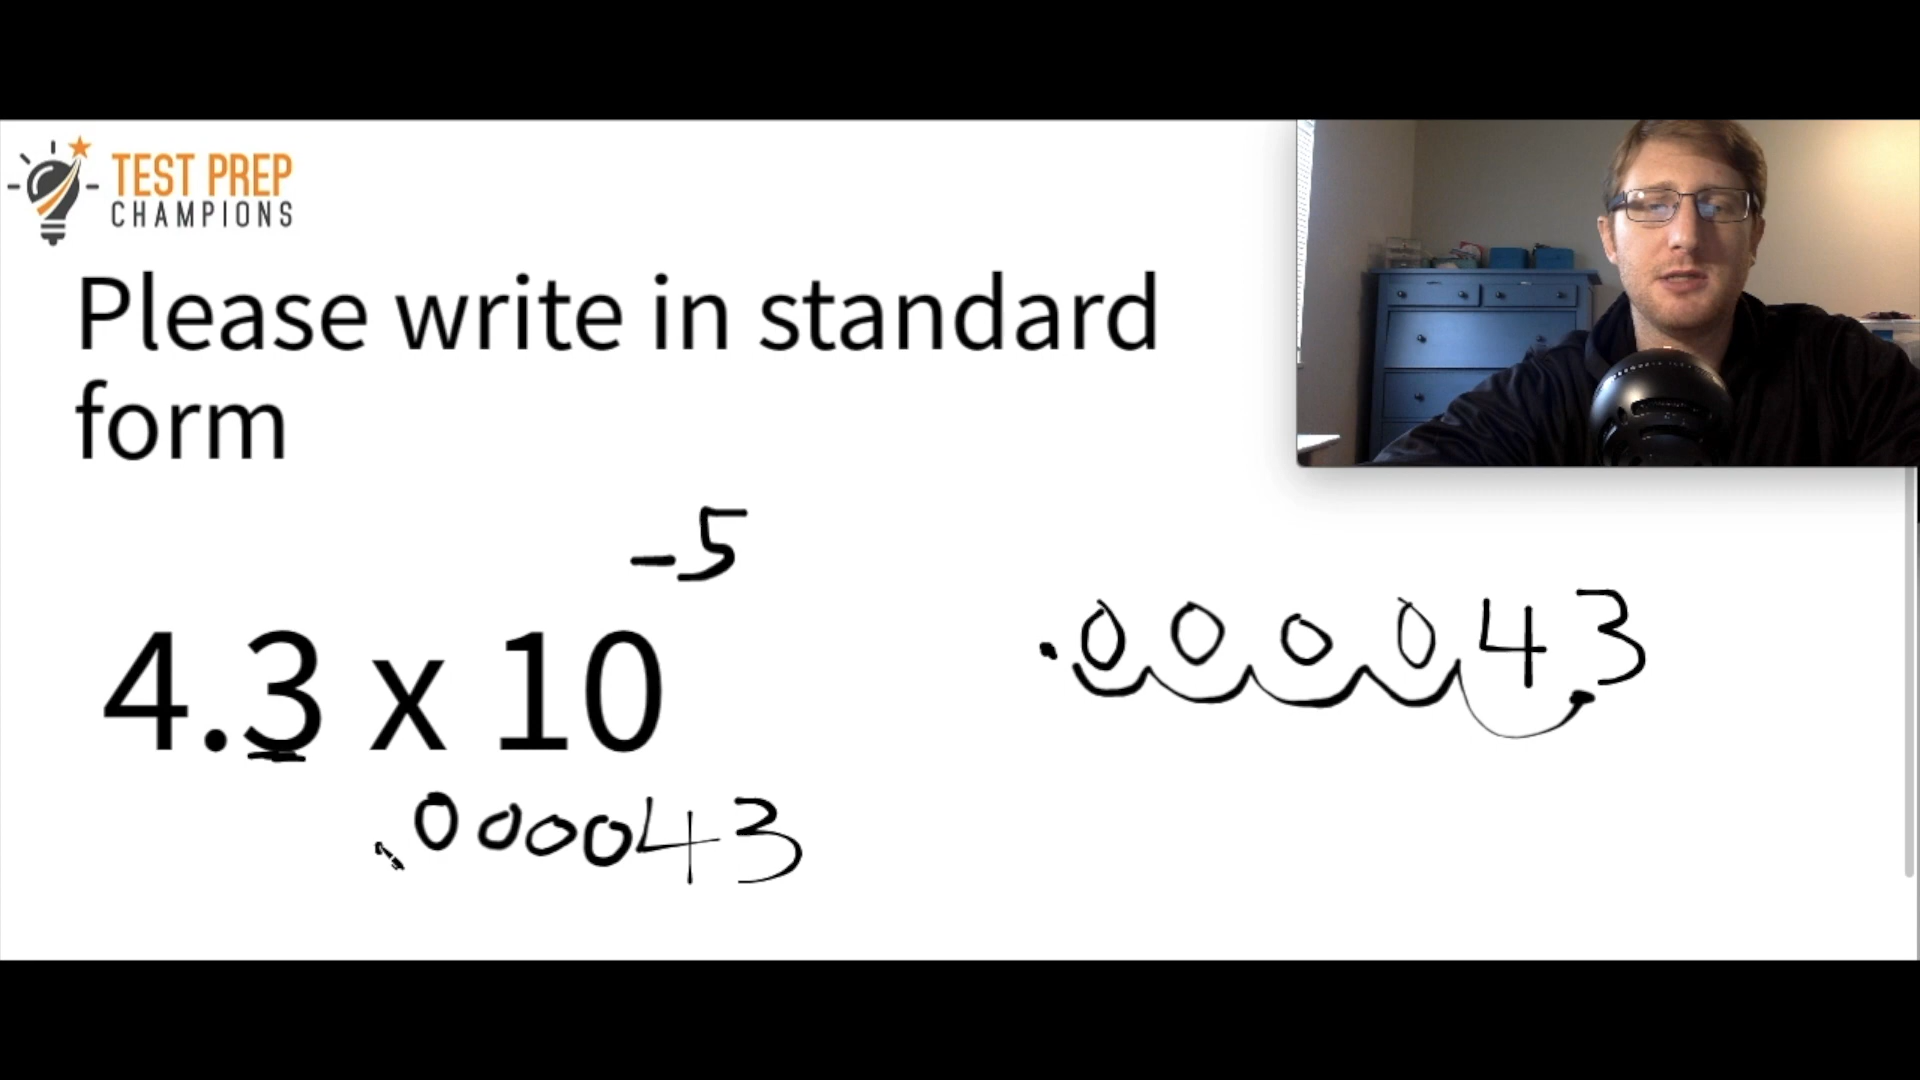 TEST PREP
CHAMPIONS
Please write in standard
form
4.3 x 10
-5
.000043
.000043